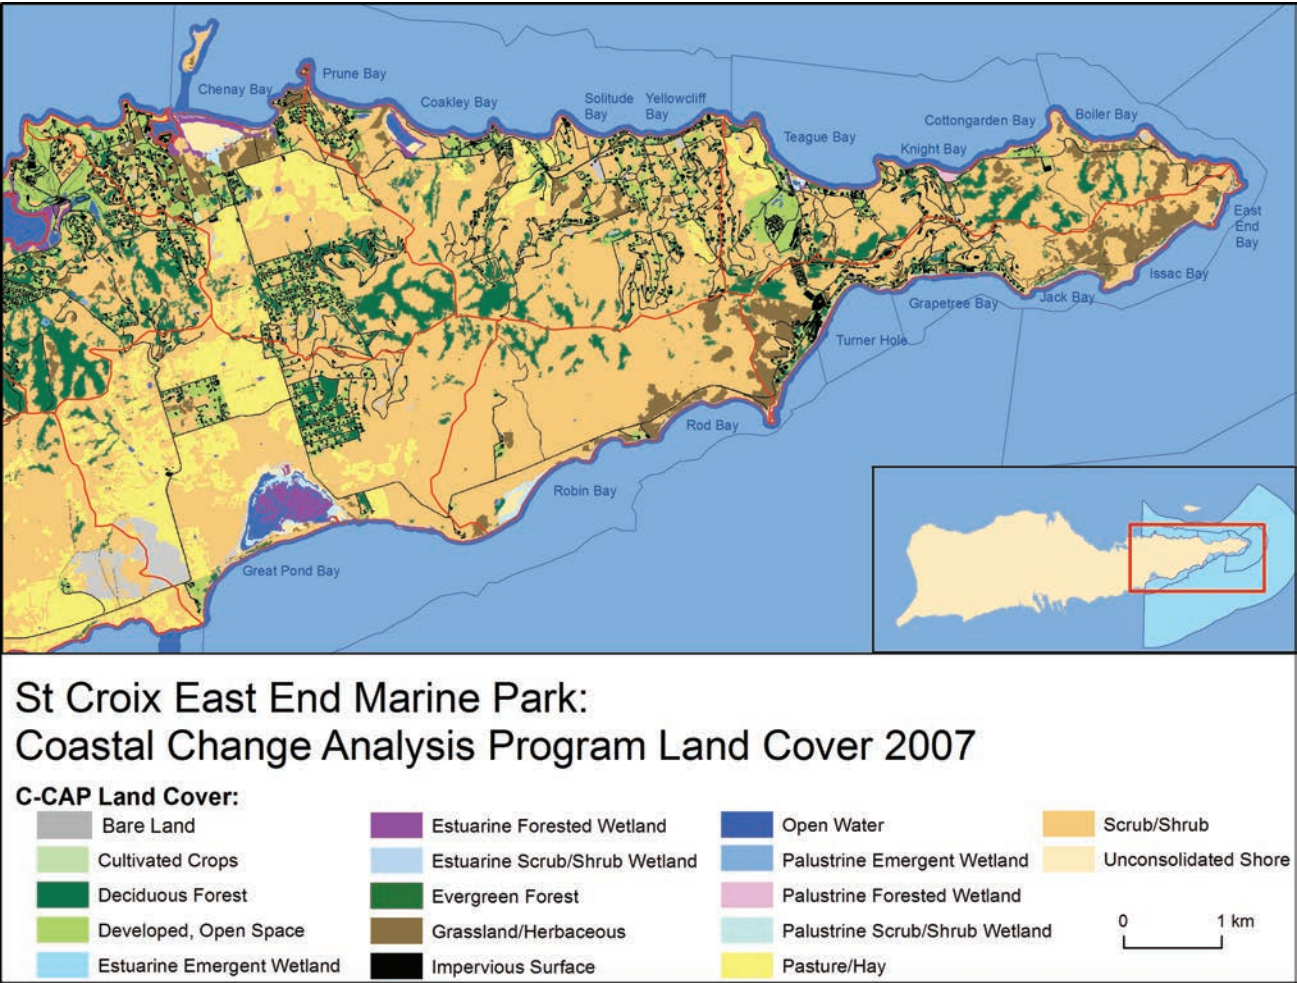 Prune Bay
Chenay Bay
Coakley Bay
Solitude
Bay
Yellowcliff
Bay
Teague Bay
Cottongarden Bay
Boiler Bay
Knight Bay
East
End
Bay
Issac Bay
Jack Bay
Grapetree Bay
Turner Hole
Rod Bay
Robin Bay
Great Pond Bay
St Croix East End Marine Park:
Coastal Change Analysis Program Land Cover 2007
C-CAP Land Cover:
Bare Land
Cultivated Crops
Deciduous Forest
Developed, Open Space
Estuarine Emergent Wetland
Estuarine Forested Wetland
Estuarine Scrub/Shrub Wetland
Evergreen Forest
Grassland/Herbaceous
Impervious Surface
Open Water
Palustrine Emergent Wetland
Palustrine Forested Wetland
Palustrine Scrub/Shrub Wetland
Pasture/Hay
Scrub/Shrub
Unconsolidated Shore
0 1 km